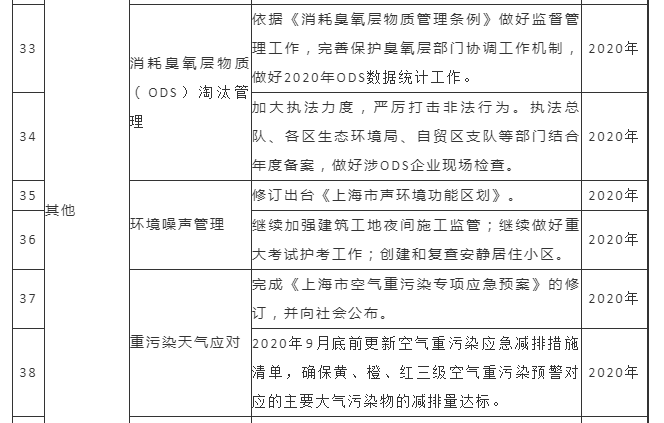 33
其他
消耗臭氧层物质
（ODS）淘汰管
理
依据《消耗臭氧层物质管理条例》做好监督管
理工作，完善保护臭氧层部门协调工作机制，
做好2020年ODS数据统计工作。
2020年
34
加大执法力度，严厉打击非法行为。执法总
队、各区生态环境局、自贸区支队等部门结合
年度备案，做好涉ODS企业现场检查。
2020年
35
环境噪声管理
修订出台《上海市声环境功能区划》。
2020年
36
继续加强建筑工地夜间施工监管；继续做好重
大考试护考工作；创建和复查安静居住小区。
2020年
37
重污染天气应对
完成《上海市空气重污染专项应急预案》的修
订，并向社会公布。
2020年
38
2020年9月底前更新空气重污染应急减排措施
清单，确保黄、橙、红三级空气重污染预警对
应的主要大气污染物的减排量达标。
2020年